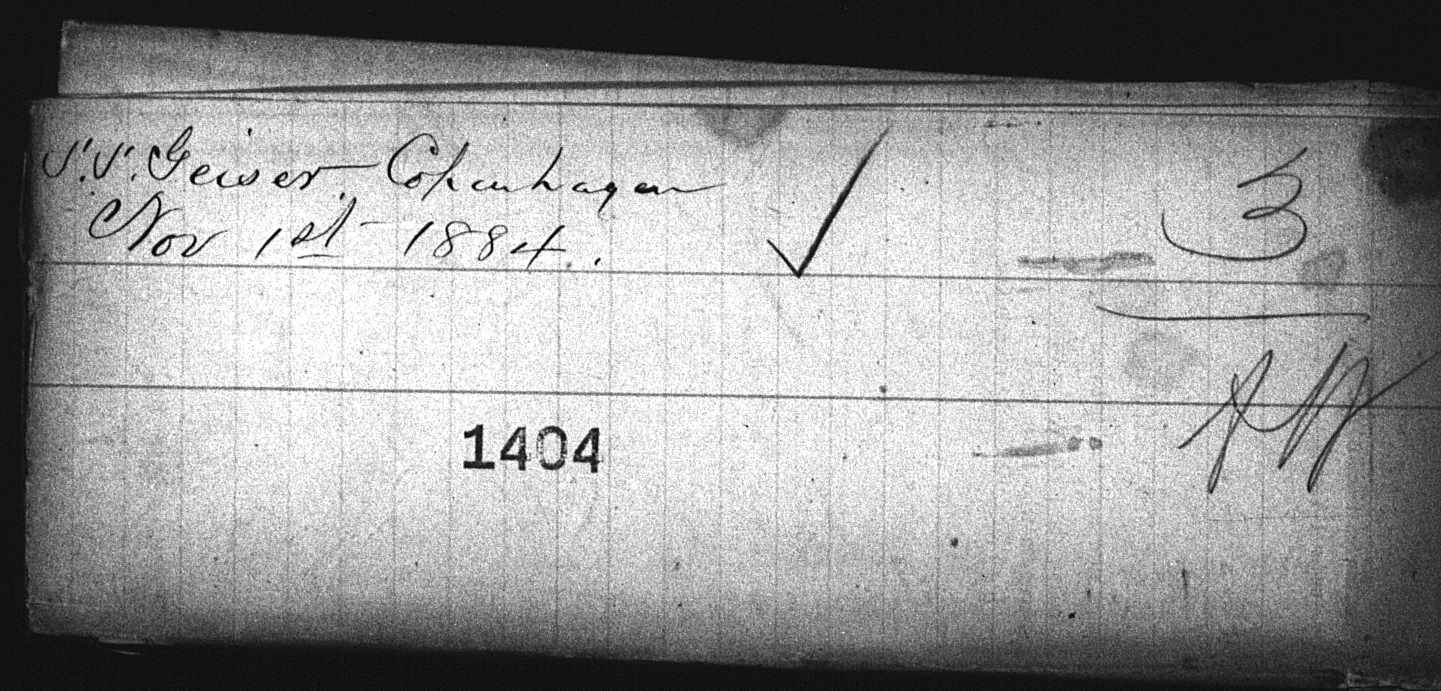 S.S. Geiser Copenhagen
Nov 1st 1884.
3
1404